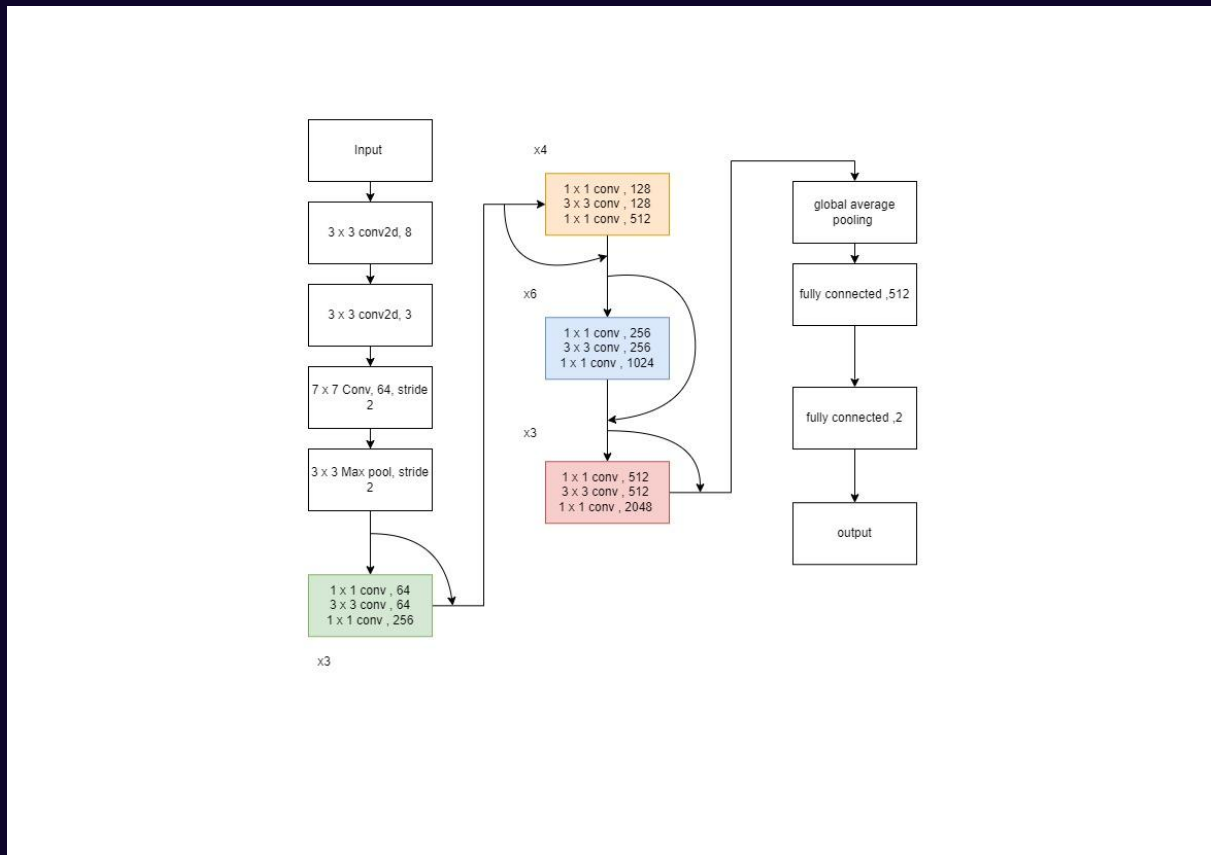 Input
3 x 3 conv2d, 8
3 x 3 conv2d, 3
7 x 7 Conv, 64, stride
2
3 x 3 Max pool, stride
2
1 x 1 conv , 64
3 x 3 conv , 64
1 x 1 conv , 256
x3
x4
1 x 1 conv , 128
3 x 3 conv , 128
1 x 1 conv , 512
x6
1 x 1 conv , 256
3 x 3 conv , 256
1 x 1 conv , 1024
x3
1 x 1 conv , 512
3 x 3 conv , 512
1 x 1 conv , 2048
global average
pooling
fully connected ,512
fully connected ,2
output